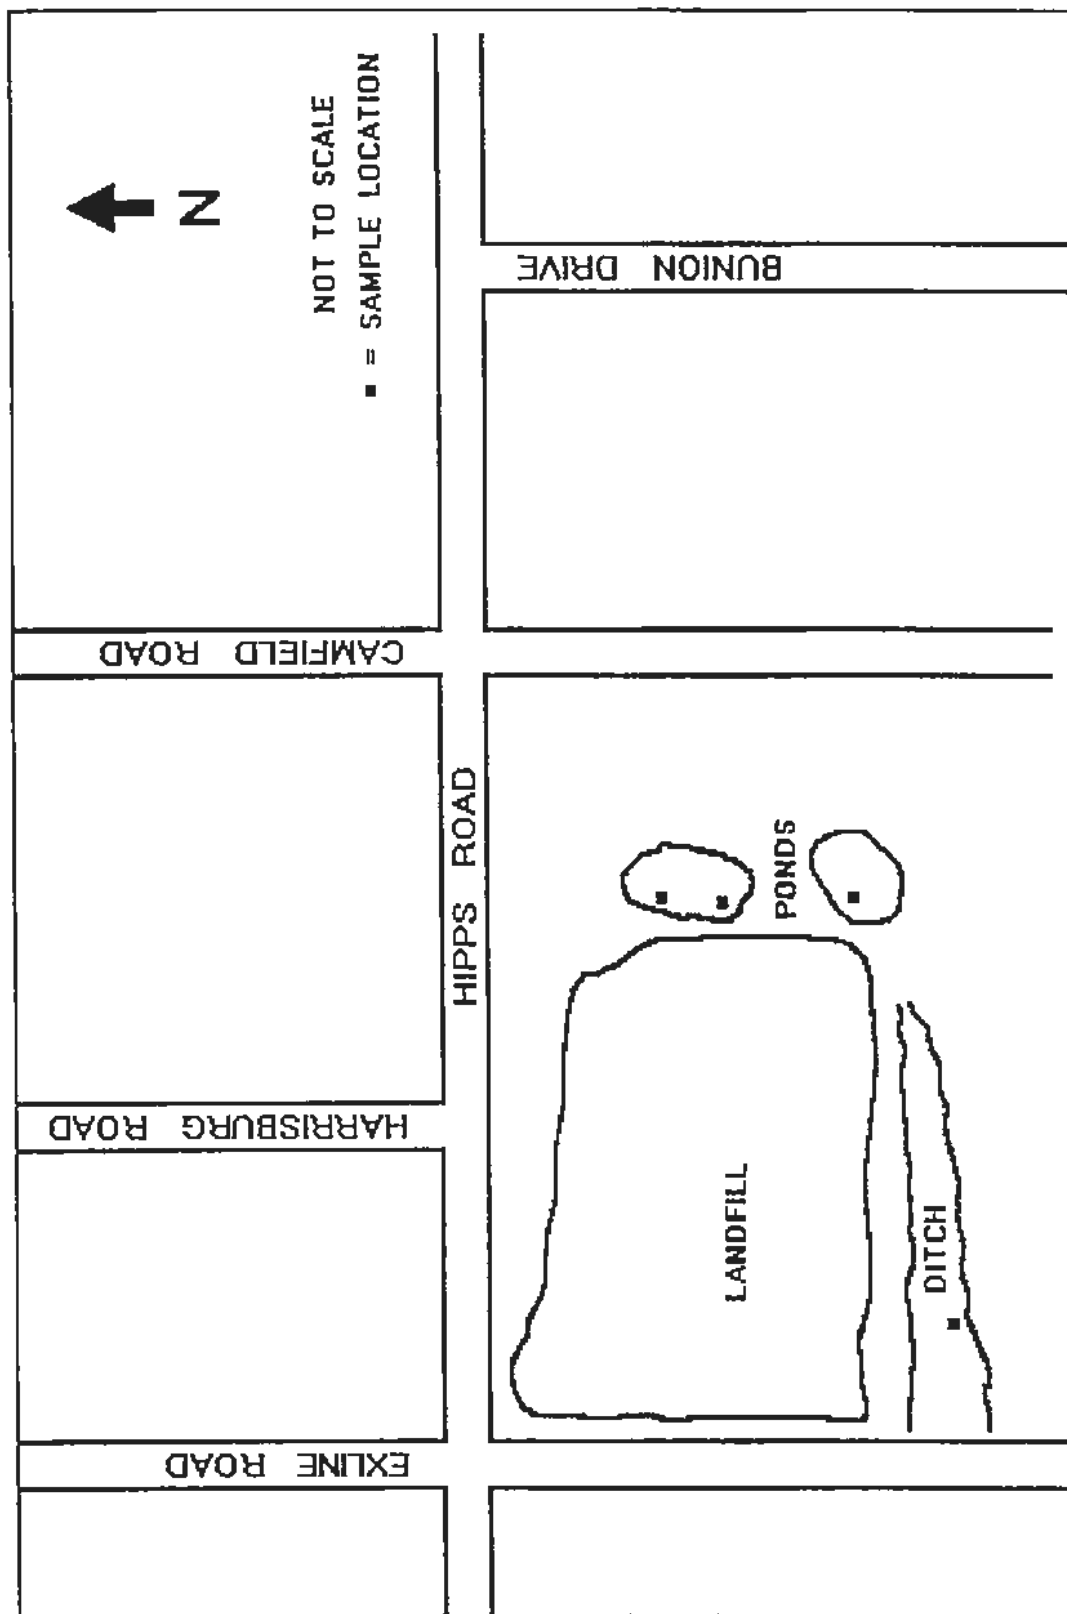 N
NOT TO SCALE
▪ = SAMPLE LOCATION
BUNION DRIVE
CAMFIELD ROAD
HIPPS ROAD
HARRISBURG ROAD
EXLINE ROAD
PONDS
LANDFILL
DITCH